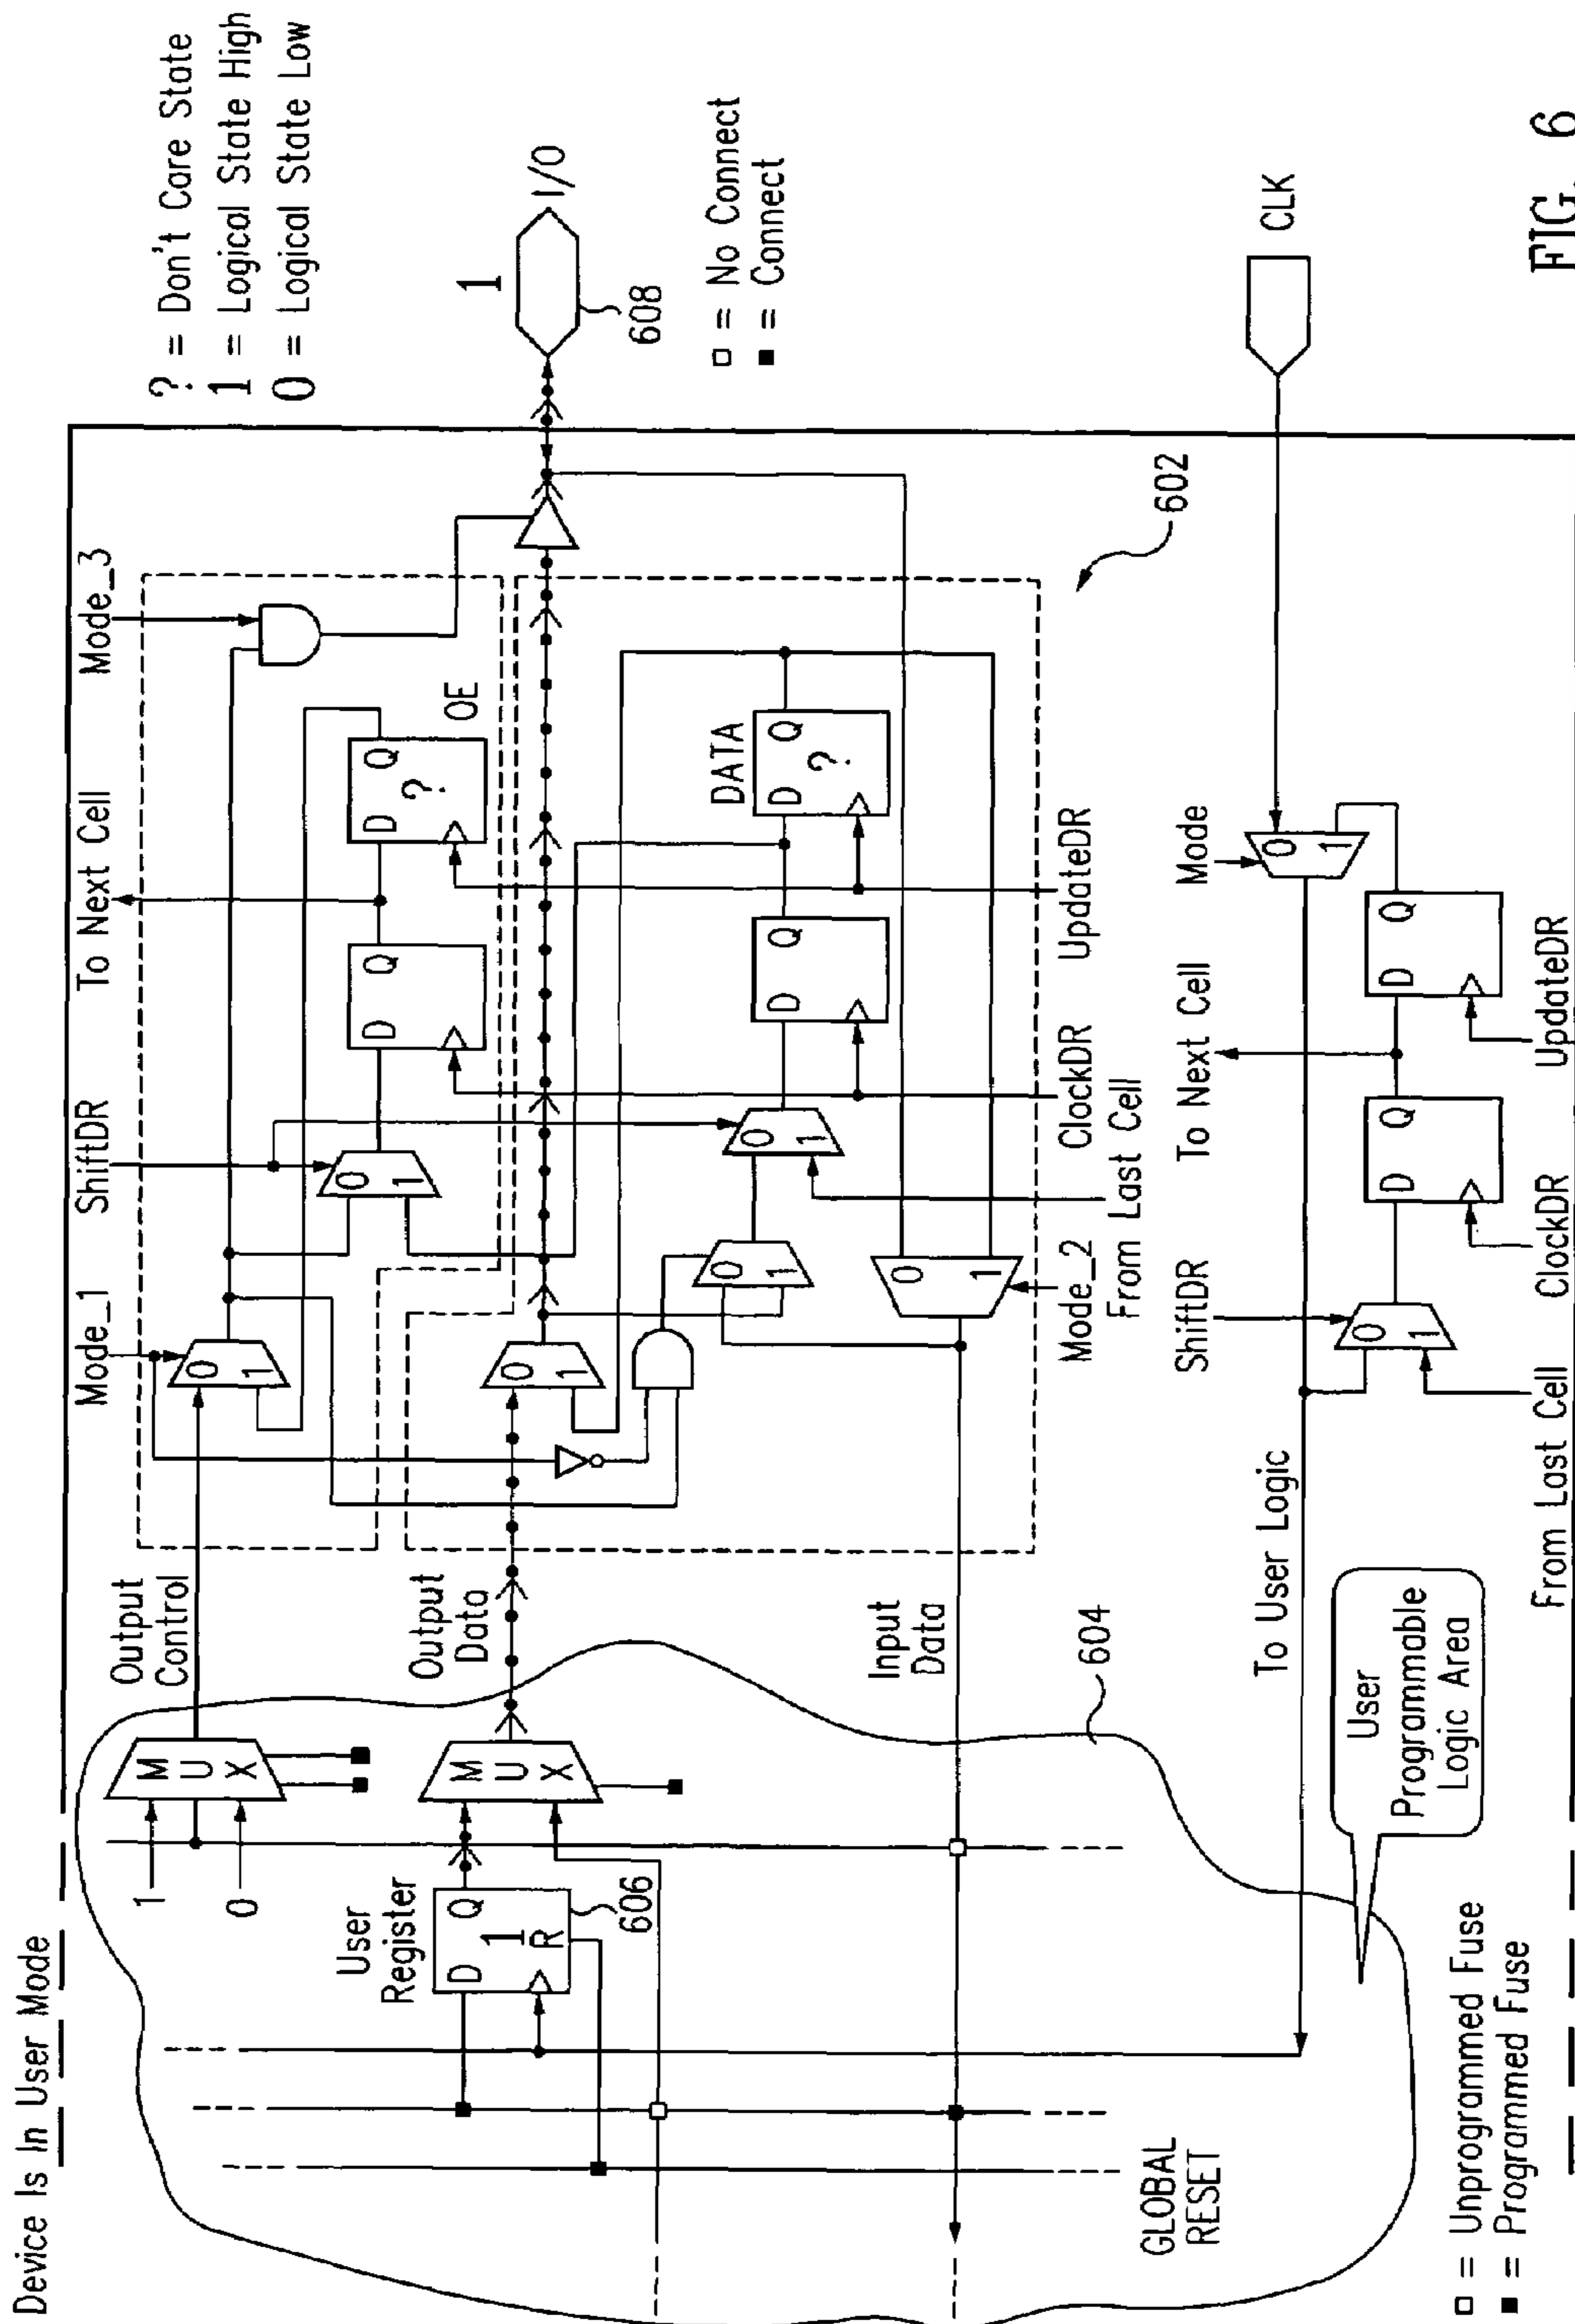 Device Is In User Mode
? = Don't Care State
1 = Logical State High
0 = Logical State Low
Mode_1
ShiftDR
To Next Cell
Mode_3
Output
Control
1
0
M
U
X
0
1
0
1
D
Q
D
Q
?
OE
1
I/O
608
□ = No Connect
■ = Connect
User
Register
D
Q
1
R
606
M
U
X
Output
Data
0
1
0
1
0
1
D
Q
DATA
D
Q
?
0
1
Input
Data
602
604
Mode_2
From Last Cell
ClockDR
UpdateDR
GLOBAL
RESET
To User Logic
ShiftDR
To Next Cell
Mode
CLK
0
1
0
1
D
Q
D
Q
User
Programmable
Logic Area
From Last Cell
ClockDR
UpdateDR
□ = Unprogrammed Fuse
■ = Programmed Fuse
FIG. 6